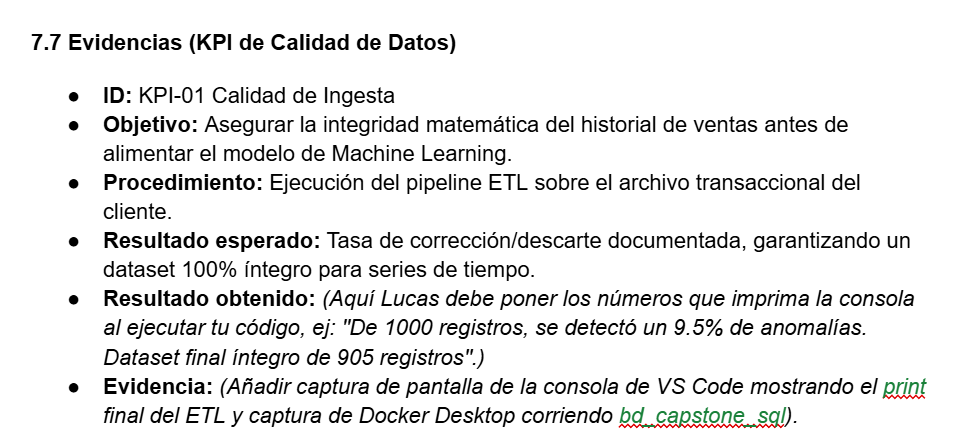 7.7 Evidencias (KPI de Calidad de Datos)
● ID: KPI-01 Calidad de Ingesta
● Objetivo: Asegurar la integridad matemática del historial de ventas antes de
alimentar el modelo de Machine Learning.
● Procedimiento: Ejecución del pipeline ETL sobre el archivo transaccional del
cliente.
● Resultado esperado: Tasa de corrección/descarte documentada, garantizando un
dataset 100% íntegro para series de tiempo.
● Resultado obtenido: (Aquí Lucas debe poner los números que imprima la consola
al ejecutar tu código, ej: "De 1000 registros, se detectó un 9.5% de anomalías.
Dataset final íntegro de 905 registros".)
● Evidencia: (Añadir captura de pantalla de la consola de VS Code mostrando el print
final del ETL y captura de Docker Desktop corriendo bd_capstone_sql).